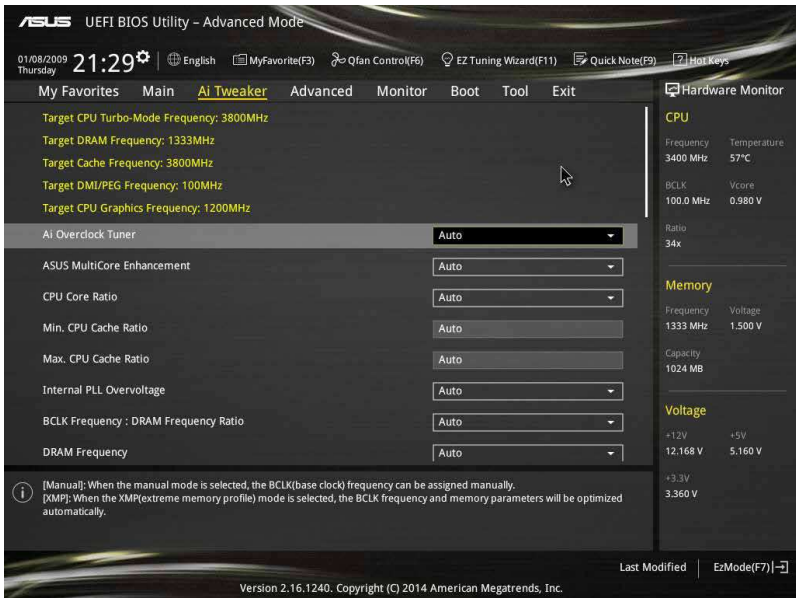 ASUS UEFI BIOS Utility – Advanced Mode
01/08/2009 Thursday 21:29 English MyFavorite(F3) Qfan Control(F6) EZ Tuning Wizard(F11) Quick Note(F9) ? Hot Keys
My Favorites Main Ai Tweaker Advanced Monitor Boot Tool Exit
Target CPU Turbo-Mode Frequency: 3800MHz
Target DRAM Frequency: 1333MHz
Target Cache Frequency: 3800MHz
Target DMI/PEG Frequency: 100MHz
Target CPU Graphics Frequency: 1200MHz
Ai Overclock Tuner Auto
ASUS MultiCore Enhancement Auto
CPU Core Ratio Auto
Min. CPU Cache Ratio Auto
Max. CPU Cache Ratio Auto
Internal PLL Overvoltage Auto
BCLK Frequency : DRAM Frequency Ratio Auto
DRAM Frequency Auto
[Manual]: When the manual mode is selected, the BCLK(base clock) frequency can be assigned manually.
[XMP]: When the XMP(extreme memory profile) mode is selected, the BCLK frequency and memory parameters will be optimized
automatically.
Hardware Monitor
CPU
Frequency Temperature
3400 MHz 57°C
BCLK Vcore
100.0 MHz 0.980 V
Ratio
34x
Memory
Frequency Voltage
1333 MHz 1.500 V
Capacity
1024 MB
Voltage
+12V +5V
12.168 V 5.160 V
+3.3V
3.360 V
Last Modified EzMode(F7)
Version 2.16.1240. Copyright (C) 2014 American Megatrends, Inc.